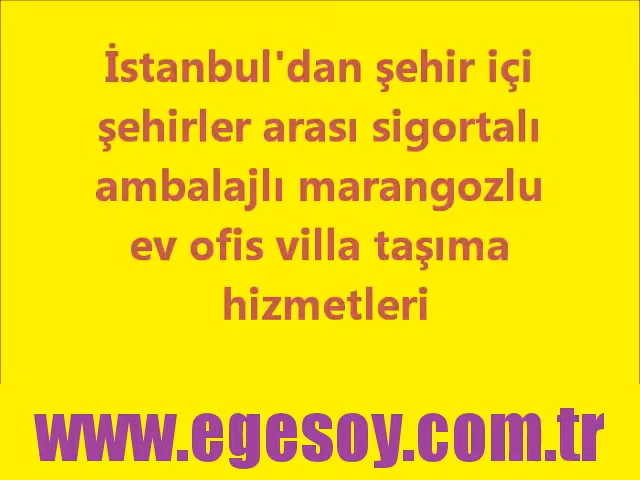 İstanbul'dan şehir içi
şehirler arası sigortalı
ambalajlı marangozlu
ev ofis villa taşıma
hizmetleri
www.egesoy.com.tr